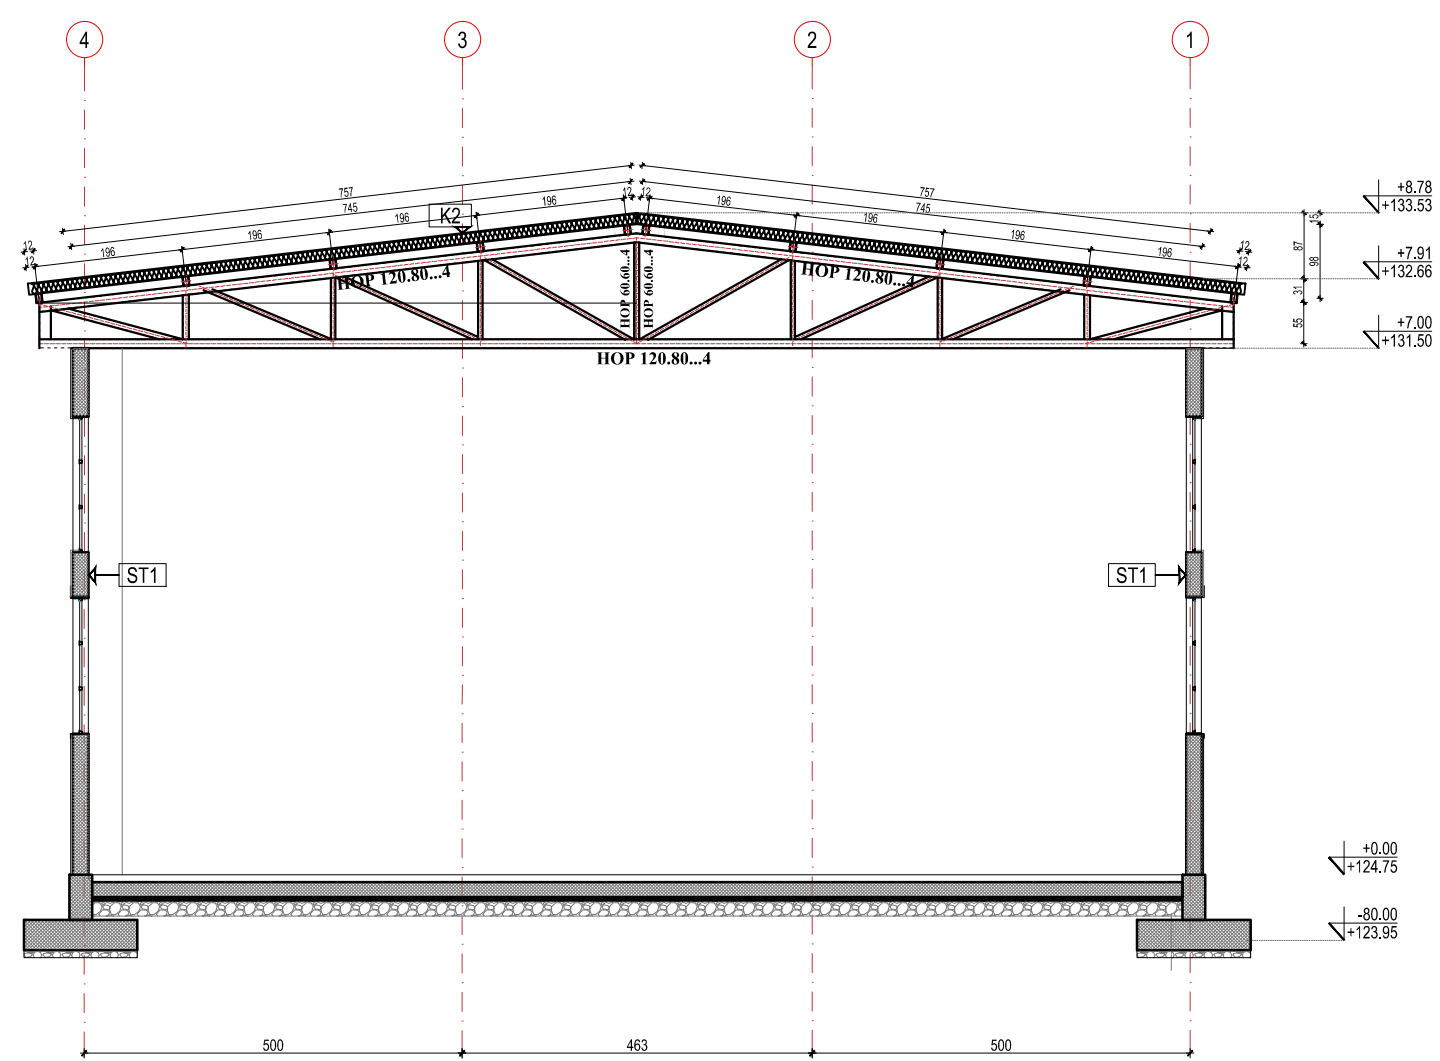 4 3 2 1
757 757
745 745
196 12 12 196
K2
196 196
196 196
12 196 196 12
12 12
HOP 120.80...4 HOP 60.60...4 HOP 60.60...4 HOP 120.80...4
HOP 120.80...4
15
87
98
31
55
+8.78
+133.53
+7.91
+132.66
+7.00
+131.50
ST1 ST1
+0.00
+124.75
-80.00
+123.95
500 463 500